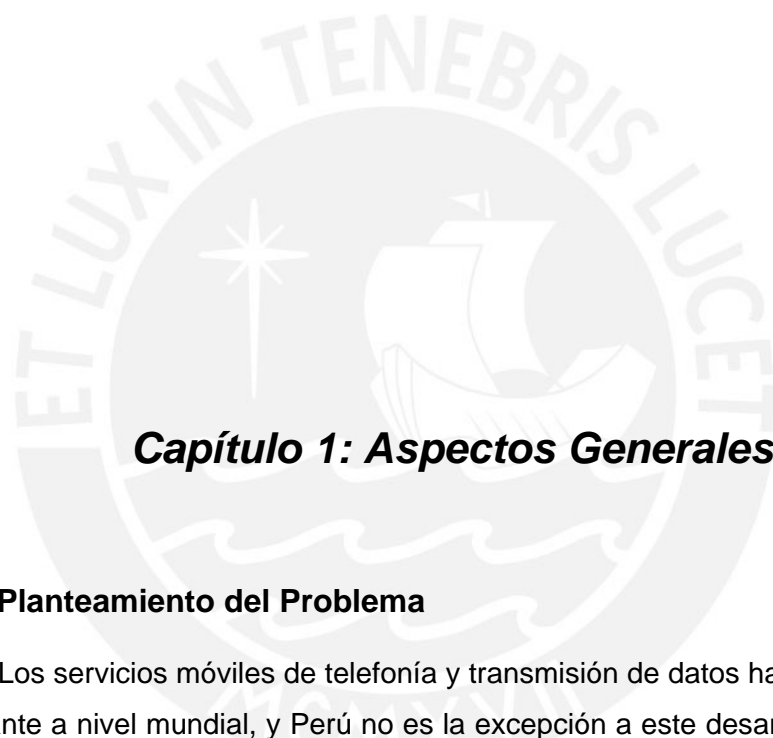 ET LUX IN TENEBRIS LUCET
Capítulo 1: Aspectos Generales
Planteamiento del Problema
Los servicios móviles de telefonía y transmisión de datos ha
nte a nivel mundial, y Perú no es la excepción a este desar